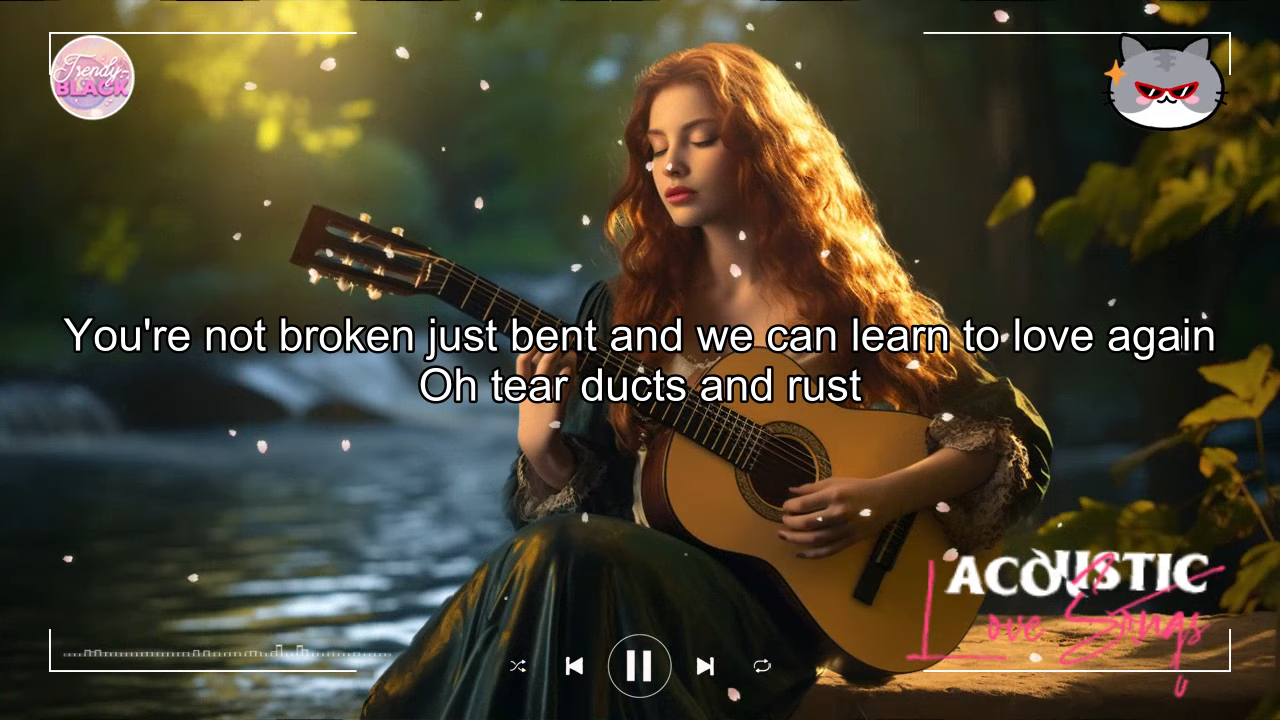 Trendy
BLACK
You're not broken just bent and we can learn to love again
Oh tear ducts and rust
ACOUSTIC
Love Songs